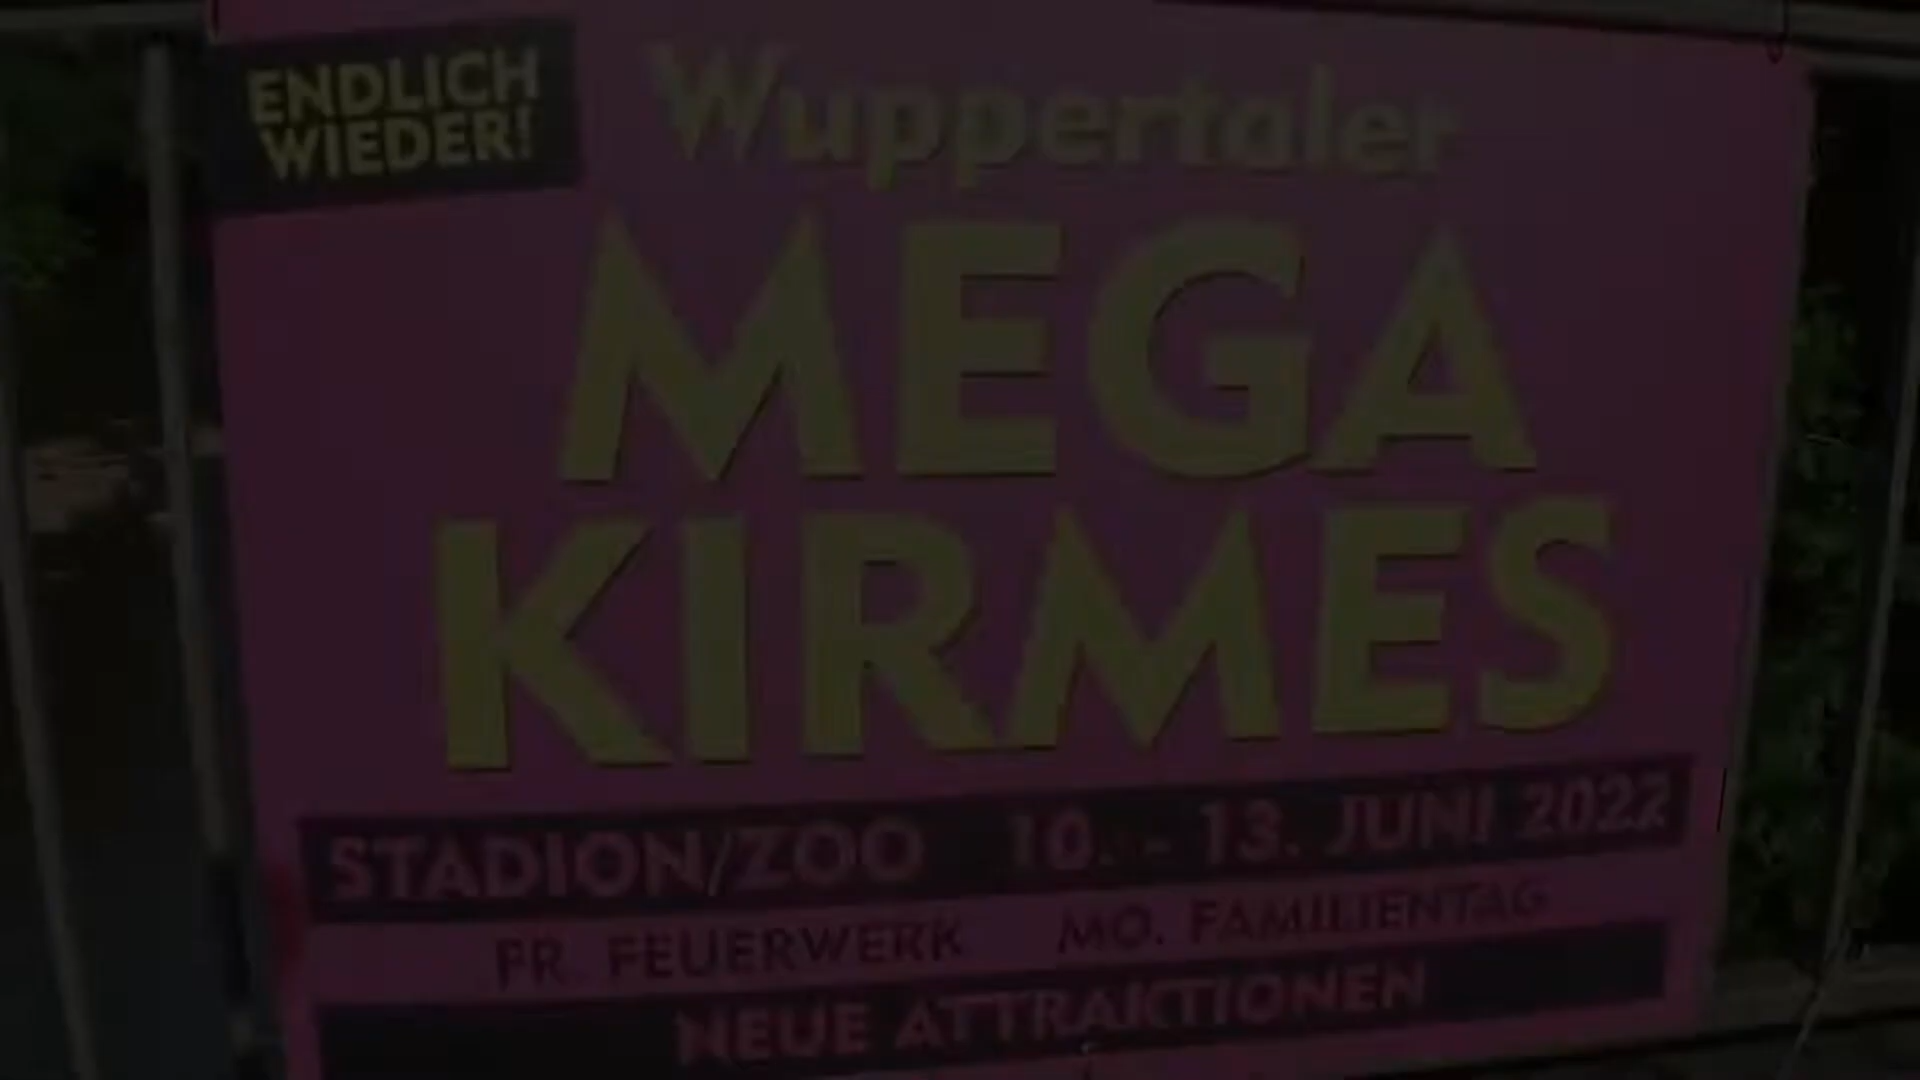 ENDLICH
WIEDER!
Wuppertaler
MEGA
KIRMES
STADION/ZOO 10. - 13. JUNI 2022
FR. FEUERWERK MO. FAMILIENTAG
NEUE ATTRAKTIONEN